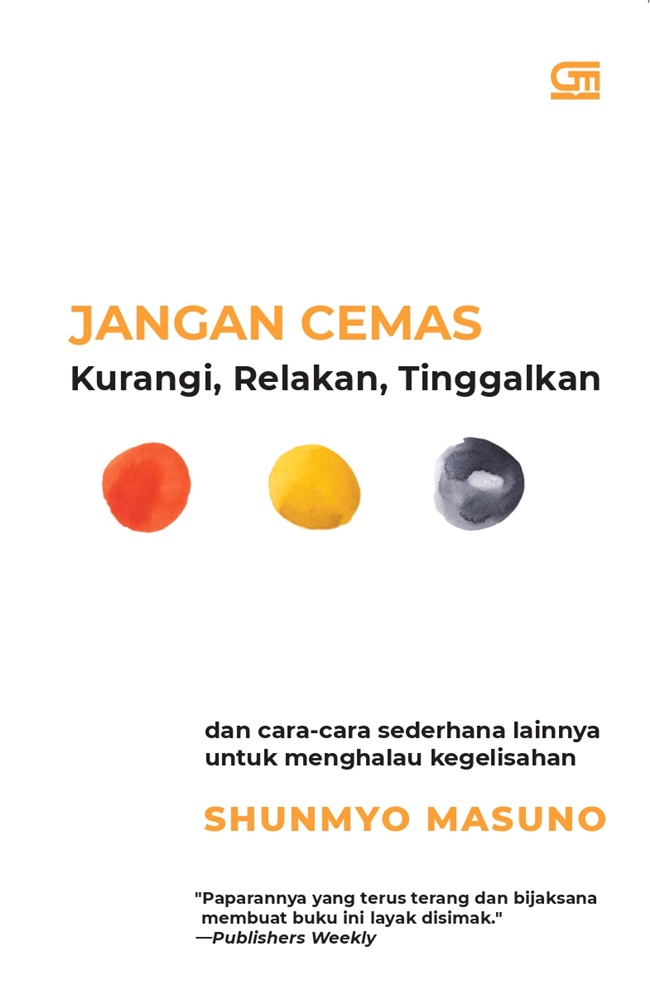 GM
JANGAN CEMAS
Kurangi, Relakan, Tinggalkan
dan cara-cara sederhana lainnya
untuk menghalau kegelisahan
SHUNMYO MASUNO
"Paparannya yang terus terang dan bijaksana
membuat buku ini layak disimak."
—Publishers Weekly